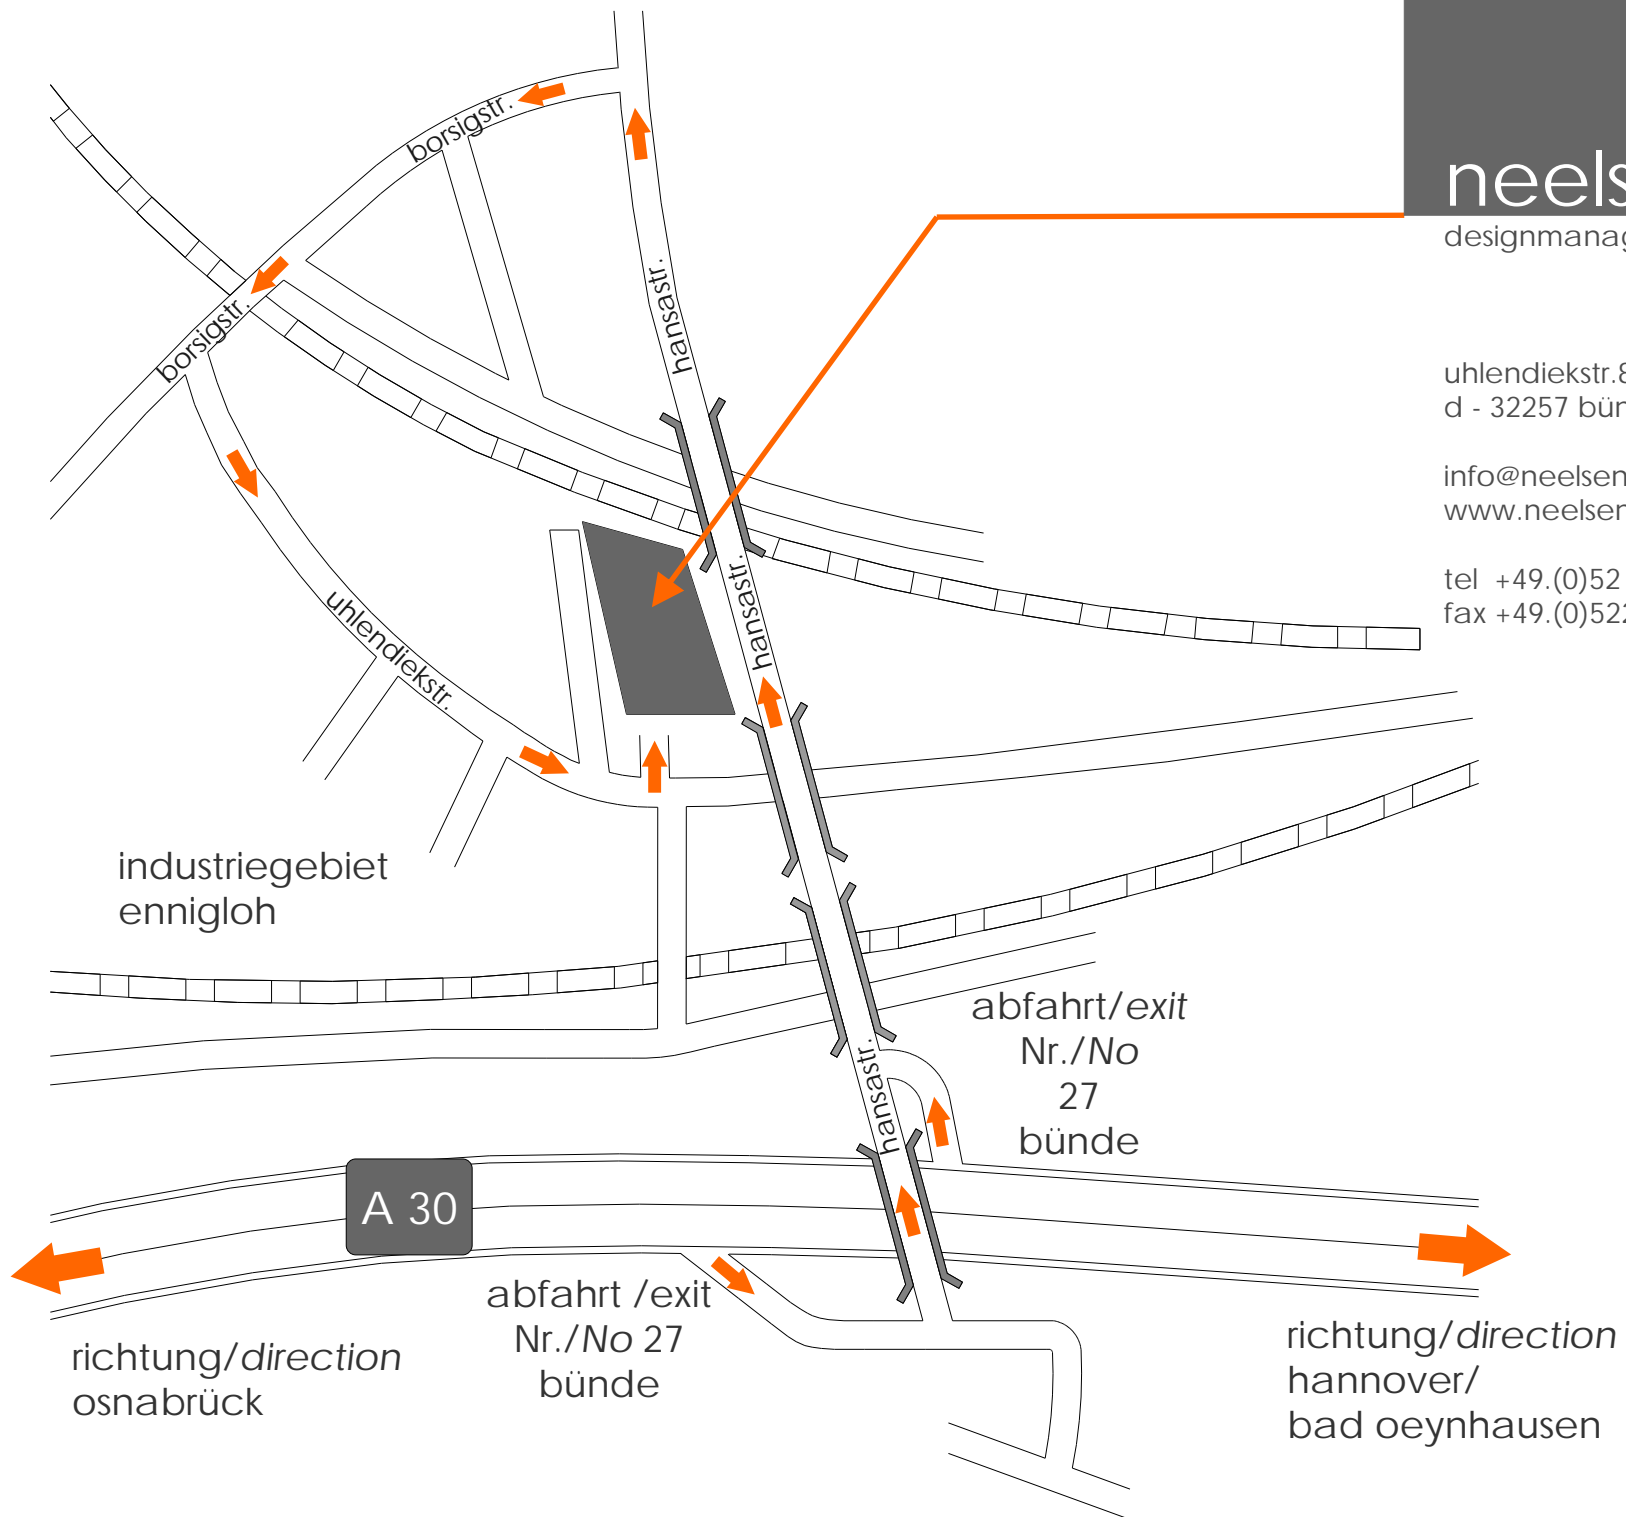 borsigstr.
neels
designmanag
hansastr.
borsigstr.
uhlendiekstr.8
d - 32257 bün
info@neelsen
www.neelsen
tel +49.(0)52
fax +49.(0)522
hansastr.
uhlendiekstr.
industriegebiet
ennigloh
abfahrt/exit
Nr./No
27
bünde
hansastr.
A 30
abfahrt /exit
Nr./No 27
bünde
richtung/direction
osnabrück
richtung/direction
hannover/
bad oeynhausen